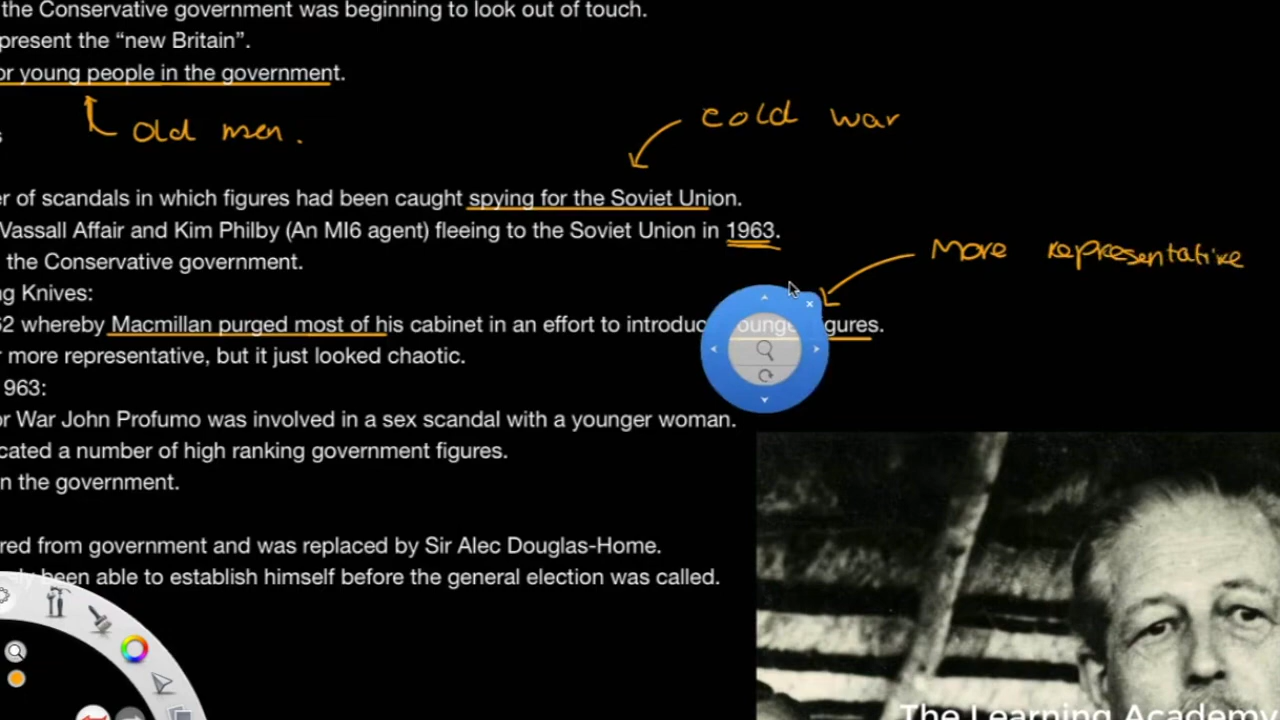 the Conservative government was beginning to look out of touch.
present the “new Britain”.
or young people in the government.
Old men.
cold war
er of scandals in which figures had been caught spying for the Soviet Union.
Vassall Affair and Kim Philby (An MI6 agent) fleeing to the Soviet Union in 1963.
More representative
the Conservative government.
ng Knives:
62 whereby Macmillan purged most of his cabinet in an effort to introduc ounge gures.
r more representative, but it just looked chaotic.
963:
or War John Profumo was involved in a sex scandal with a younger woman.
cated a number of high ranking government figures.
n the government.
red from government and was replaced by Sir Alec Douglas-Home.
ly been able to establish himself before the general election was called.
The Learning Academy